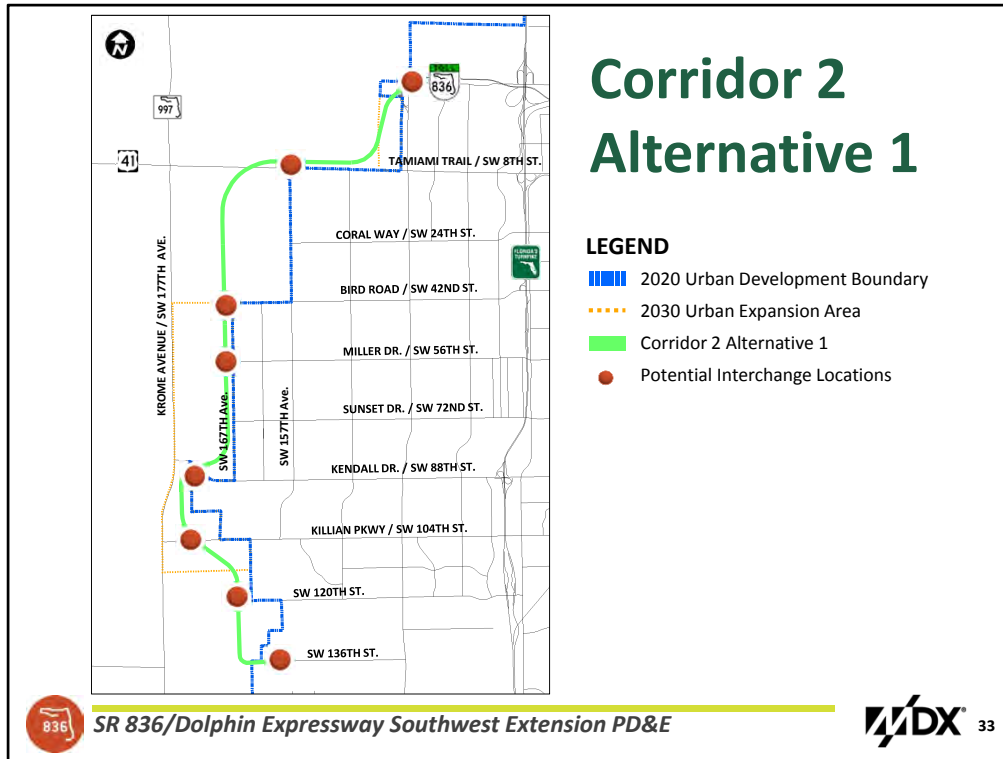 N
TOLL
836
997
41
TAMIAMI TRAIL / SW 8TH ST.
CORAL WAY / SW 24TH ST.
FLORIDA'S
TURNPIKE
KROME AVENUE / SW 177TH AVE.
BIRD ROAD / SW 42ND ST.
MILLER DR. / SW 56TH ST.
SW 167TH Ave.
SW 157TH Ave.
SUNSET DR. / SW 72ND ST.
KENDALL DR. / SW 88TH ST.
KILLIAN PKWY / SW 104TH ST.
SW 120TH ST.
SW 136TH ST.
Corridor 2
Alternative 1
LEGEND
2020 Urban Development Boundary
2030 Urban Expansion Area
Corridor 2 Alternative 1
Potential Interchange Locations
836
SR 836/Dolphin Expressway Southwest Extension PD&E
MDX®
33